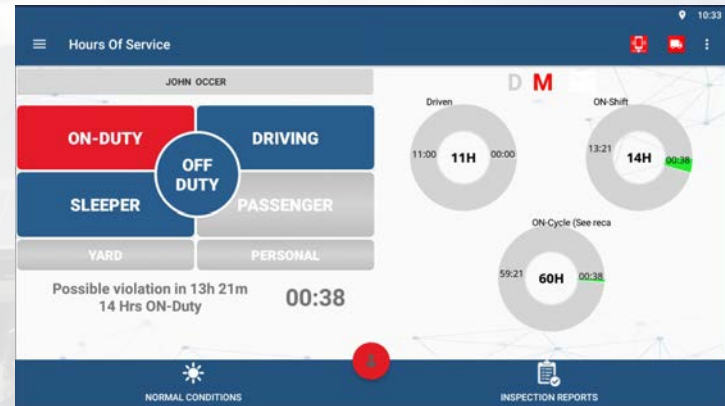 10:33
Hours Of Service
JOHN OCCER
D M
ON-DUTY
DRIVING
OFF
DUTY
SLEEPER
PASSENGER
YARD
PERSONAL
Possible violation in 13h 21m
14 Hrs ON-Duty
00:38
Driven
11:00
11H
00:00
ON-Shift
13:21
14H
00:38
ON-Cycle (See reca
59:21
60H
00:38
NORMAL CONDITIONS
INSPECTION REPORTS